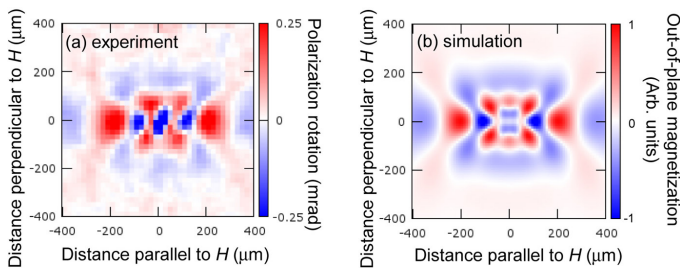 (a) experiment
Distance perpendicular to H (μm)
400
200
0
-200
-400
-400
-200
0
200
400
Distance parallel to H (μm)
0.25
-0.25
Polarization rotation (mrad)
(b) simulation
Distance perpendicular to H (μm)
400
200
0
-200
-400
-400
-200
0
200
400
Distance parallel to H (μm)
1
0
-1
Out-of-plane magnetization
(Arb. units)